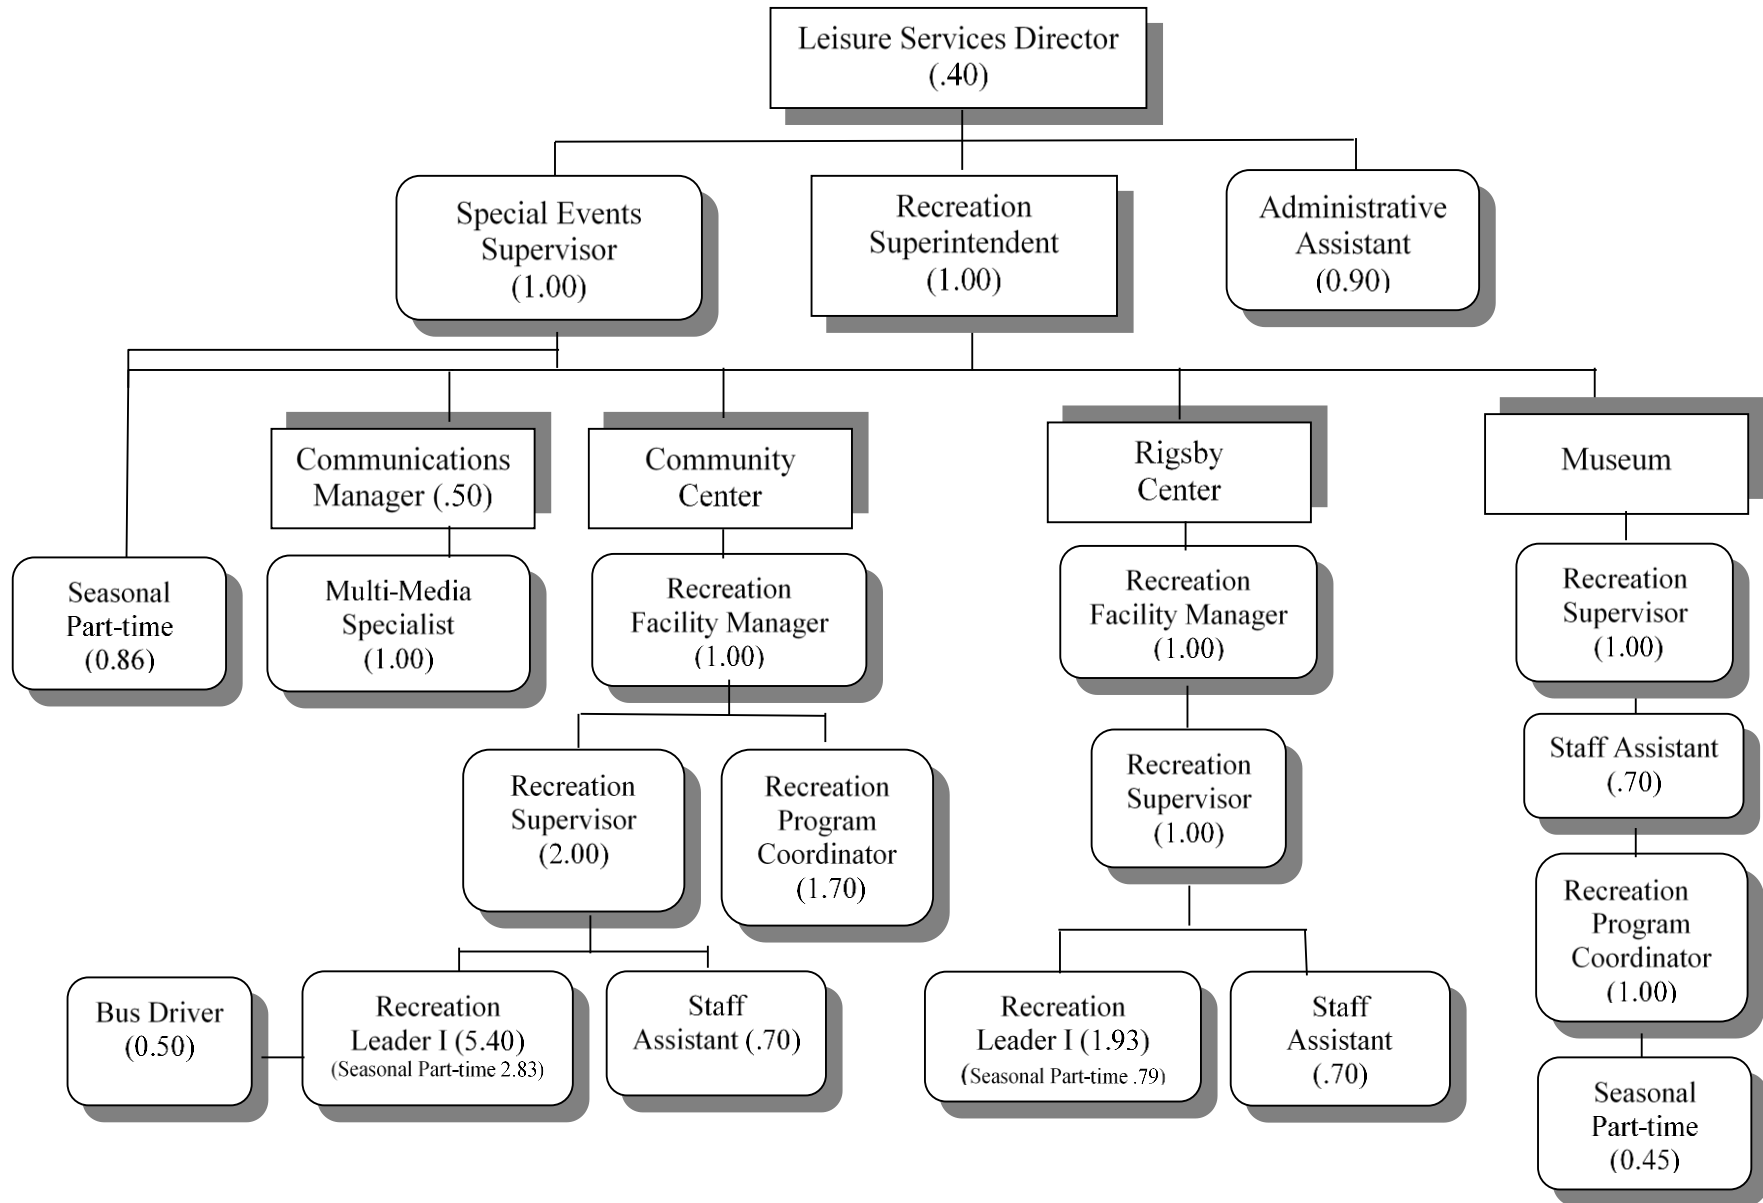 Leisure Services Director
(.40)
Special Events
Supervisor
(1.00)
Recreation
Superintendent
(1.00)
Administrative
Assistant
(0.90)
Communications
Manager (.50)
Community
Center
Rigsby
Center
Museum
Seasonal
Part-time
(0.86)
Multi-Media
Specialist
(1.00)
Recreation
Facility Manager
(1.00)
Recreation
Facility Manager
(1.00)
Recreation
Supervisor
(1.00)
Recreation
Supervisor
(2.00)
Recreation
Program
Coordinator
(1.70)
Recreation
Supervisor
(1.00)
Staff Assistant
(.70)
Recreation
Program
Coordinator
(1.00)
Bus Driver
(0.50)
Recreation
Leader I (5.40)
(Seasonal Part-time 2.83)
Staff
Assistant (.70)
Recreation
Leader I (1.93)
(Seasonal Part-time .79)
Staff
Assistant
(.70)
Seasonal
Part-time
(0.45)